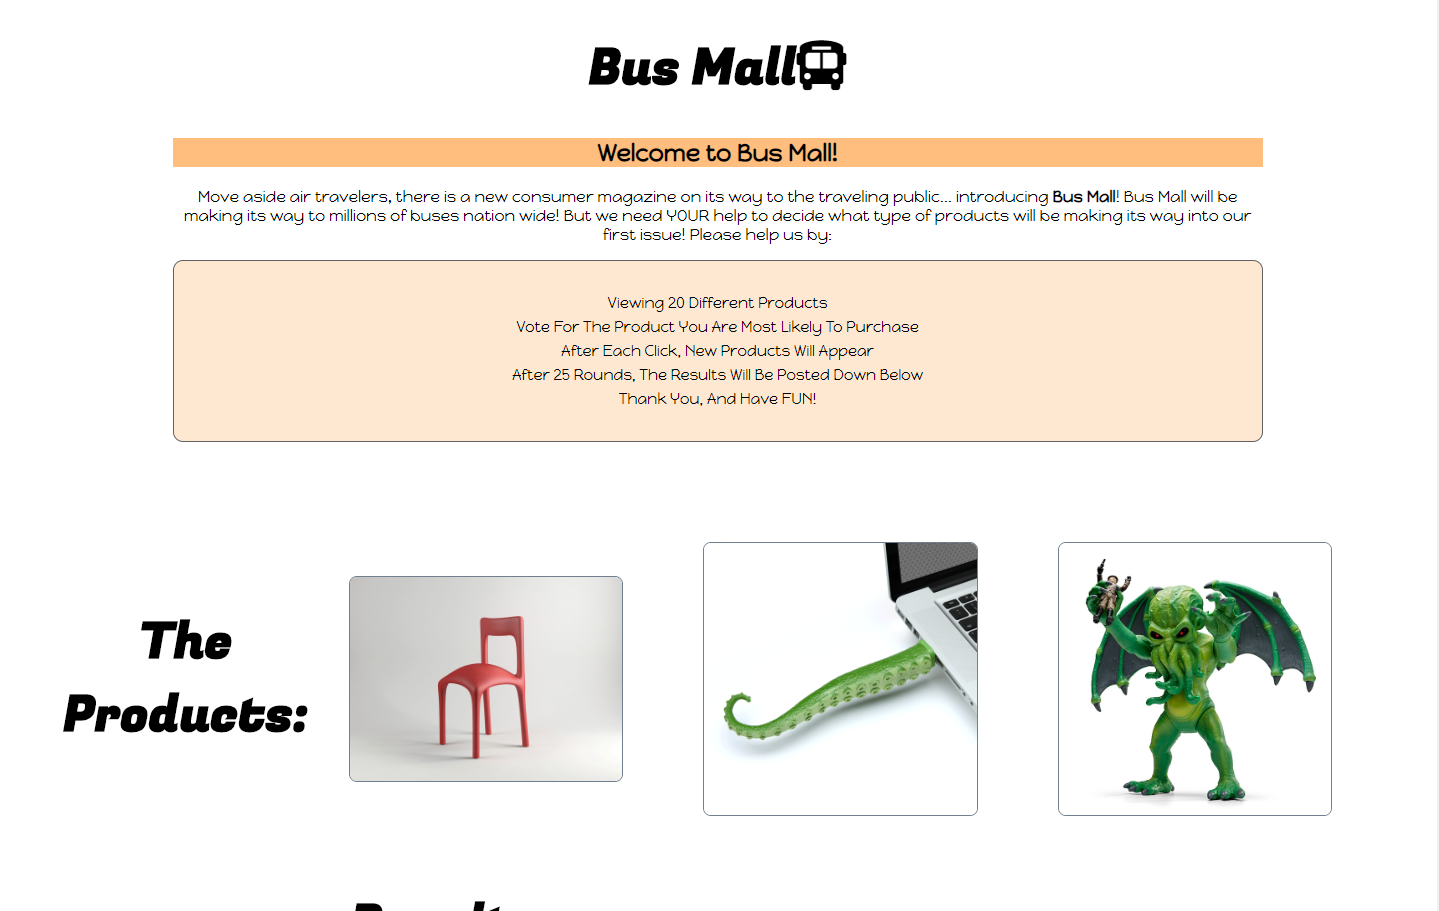 Bus Mall
Welcome to Bus Mall!
Move aside air travelers, there is a new consumer magazine on its way to the traveling public... introducing Bus Mall! Bus Mall will be
making its way to millions of buses nation wide! But we need YOUR help to decide what type of products will be making its way into our
first issue! Please help us by:
Viewing 20 Different Products
Vote For The Product You Are Most Likely To Purchase
After Each Click, New Products Will Appear
After 25 Rounds, The Results Will Be Posted Down Below
Thank You, And Have FUN!
The
Products: